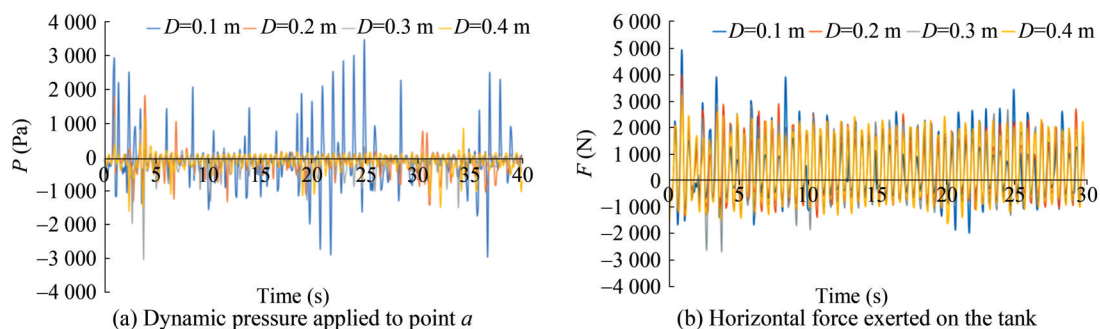 D=0.1 m D=0.2 m D=0.3 m D=0.4 m
4 000
3 000
2 000
1 000
0
−1 000
−2 000
−3 000
4 000
P (Pa)
0 5 10 15 20 25 30 35 40
Time (s)
(a) Dynamic pressure applied to point a
D=0.1 m D=0.2 m D=0.3 m D=0.4 m
6 000
5 000
4 000
3 000
2 000
1 000
0
−1 000
−2 000
−3 000
−4 000
F (N)
0 5 10 15 20 25 30
Time (s)
(b) Horizontal force exerted on the tank